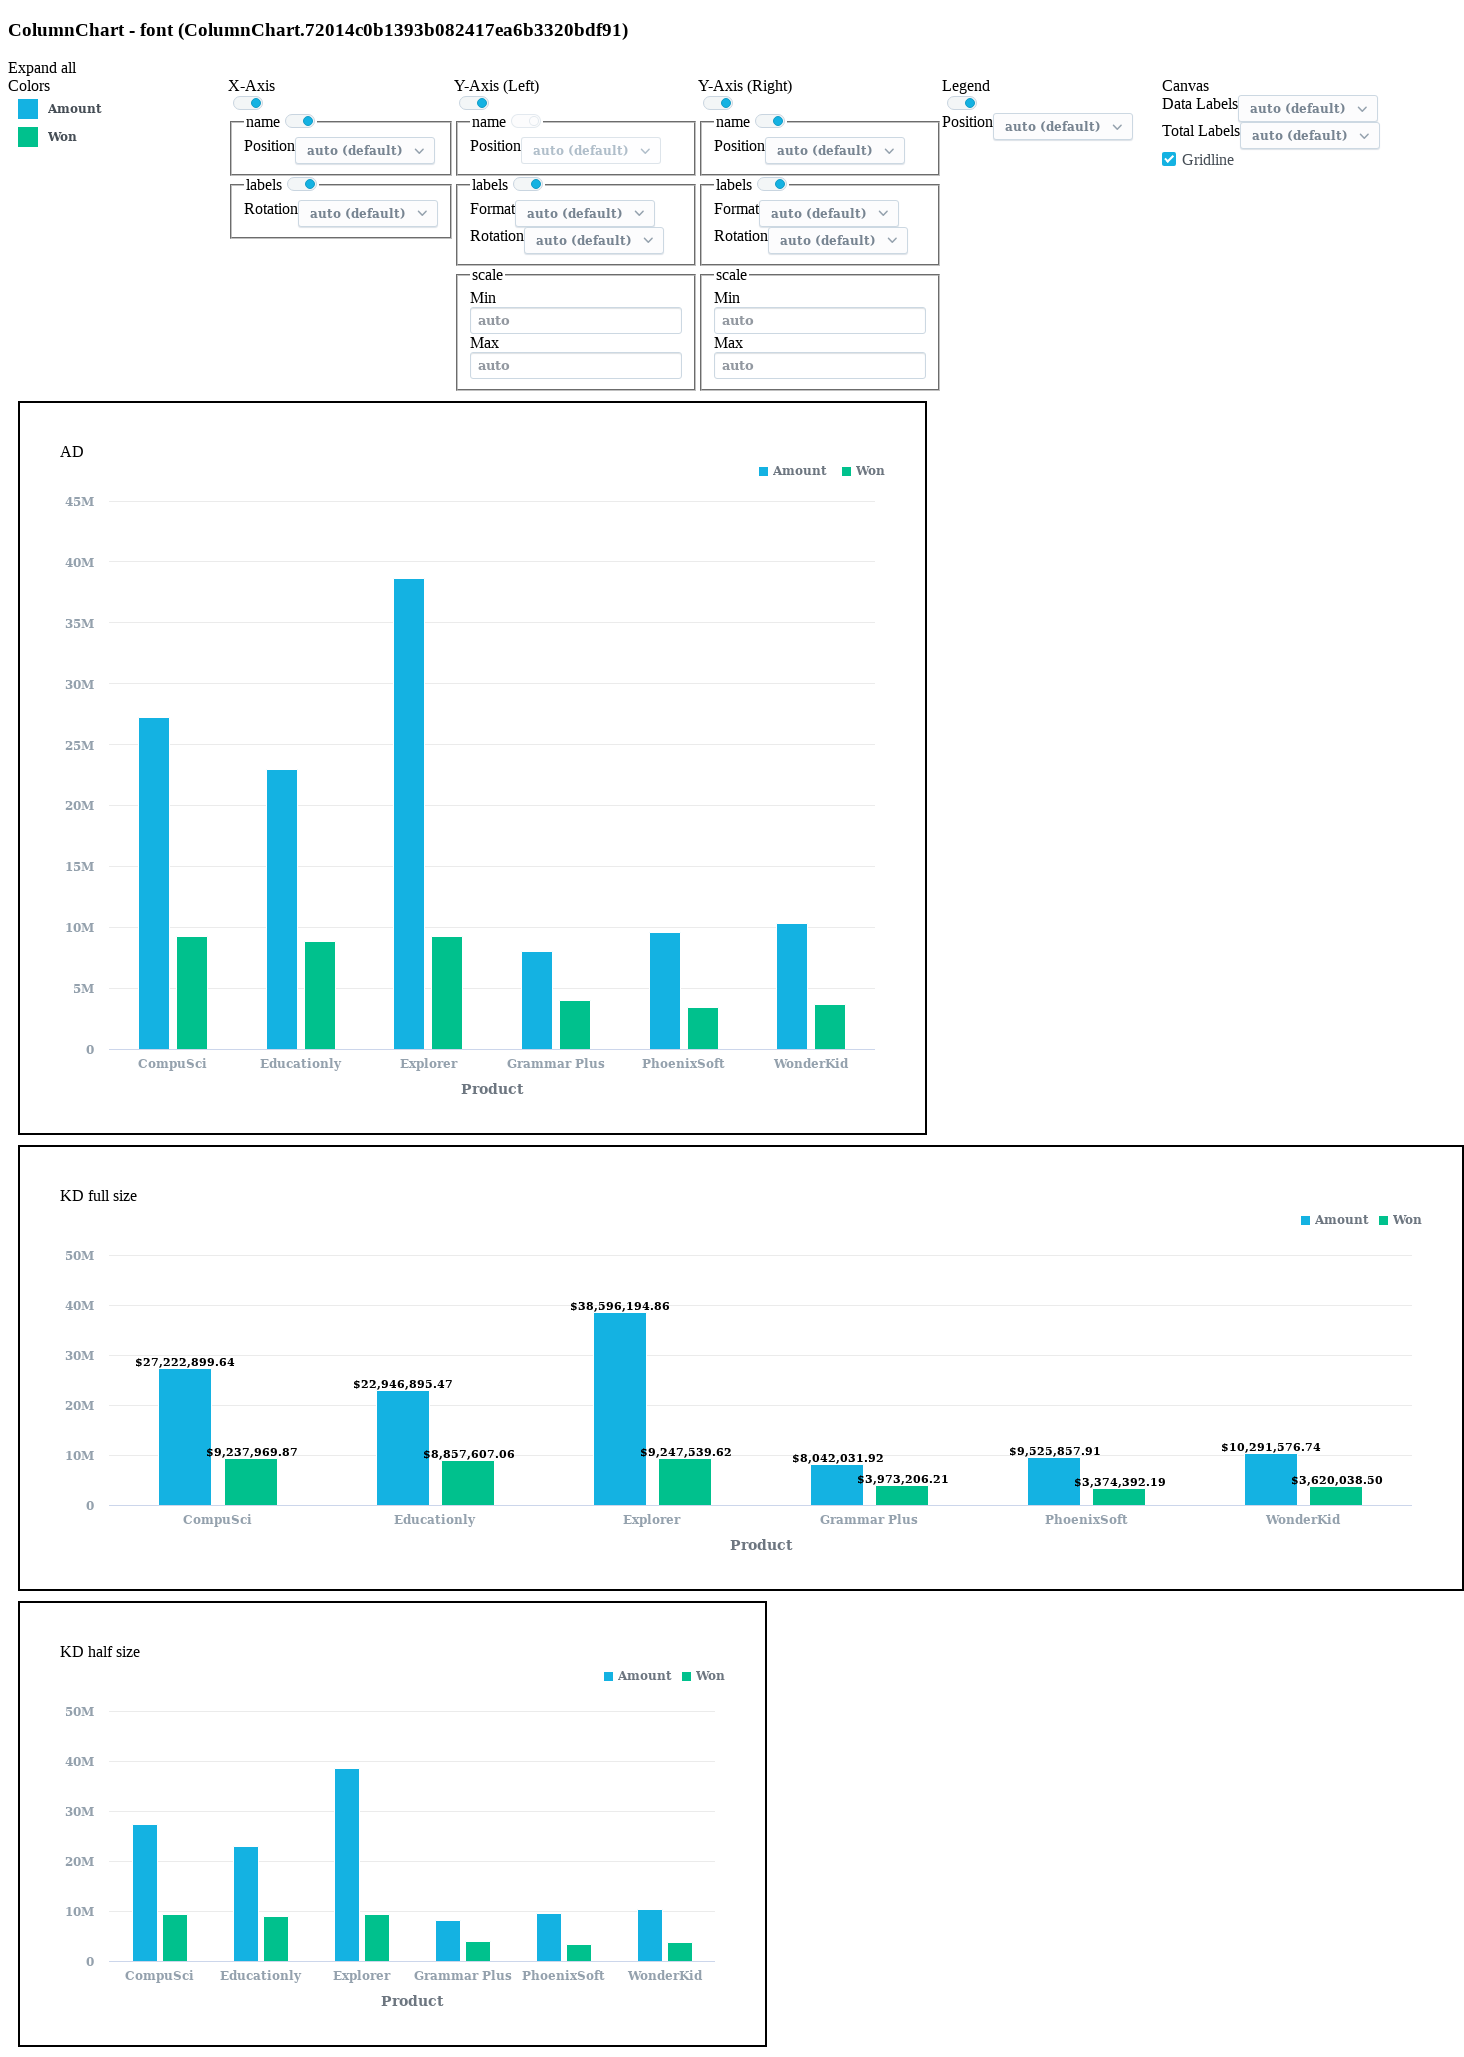 ColumnChart - font (ColumnChart.72014c0b1393b082417ea6b3320bdf91)
Expand all
Colors
Amount
Won
X-Axis
name
Position auto (default)
labels
Rotation auto (default)
Y-Axis (Left)
name
Position auto (default)
labels
Format auto (default)
Rotation auto (default)
scale
Min
auto
Max
auto
Y-Axis (Right)
name
Position auto (default)
labels
Format auto (default)
Rotation auto (default)
scale
Min
auto
Max
auto
Legend
Position auto (default)
Canvas
Data Labels auto (default)
Total Labels auto (default)
Gridline
AD
Amount Won
45M
40M
35M
30M
25M
20M
15M
10M
5M
0
CompuSci Educationly Explorer Grammar Plus PhoenixSoft WonderKid
Product
KD full size
Amount Won
50M
40M
30M
20M
10M
0
$38,596,194.86
$27,222,899.64
$22,946,895.47
$9,237,969.87
$8,857,607.06
$9,247,539.62
$8,042,031.92
$3,973,206.21
$9,525,857.91
$3,374,392.19
$10,291,576.74
$3,620,038.50
CompuSci Educationly Explorer Grammar Plus PhoenixSoft WonderKid
Product
KD half size
Amount Won
50M
40M
30M
20M
10M
0
CompuSci Educationly Explorer Grammar Plus PhoenixSoft WonderKid
Product